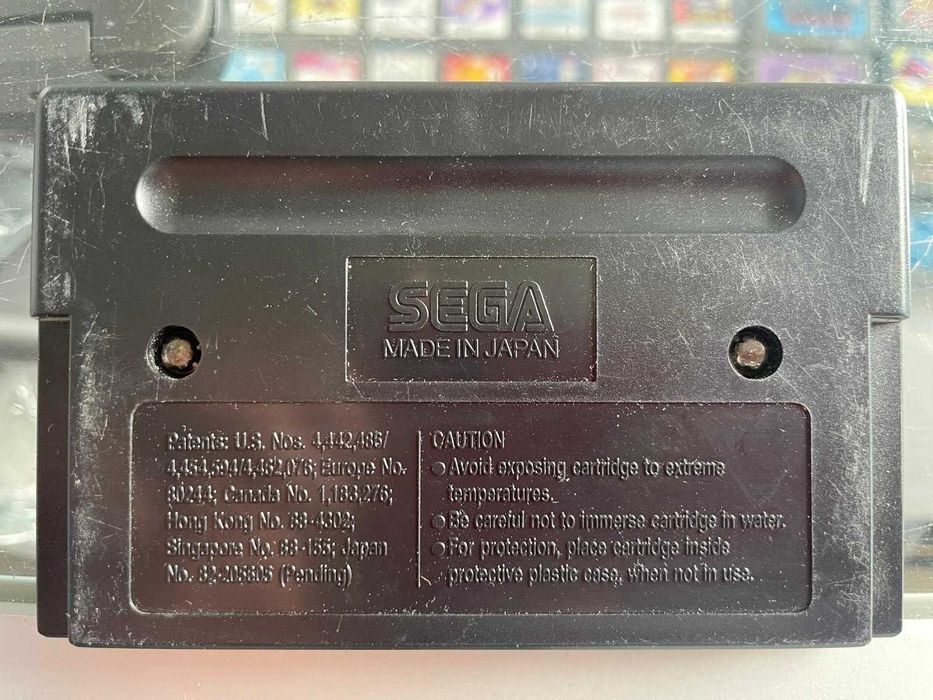 SEGA
MADE IN JAPAN
Patents: U.S. Nos. 4,442,486/
4,454,594/4,462,076; Europe No.
80244; Canada No. 1,183,276;
Hong Kong No. 88-4302;
Singapore No. 88-155; Japan
No. 82-205605 (Pending)
CAUTION
Avoid exposing cartridge to extreme
temperatures.
Be careful not to immerse cartridge in water.
For protection, place cartridge inside
protective plastic case, when not in use.